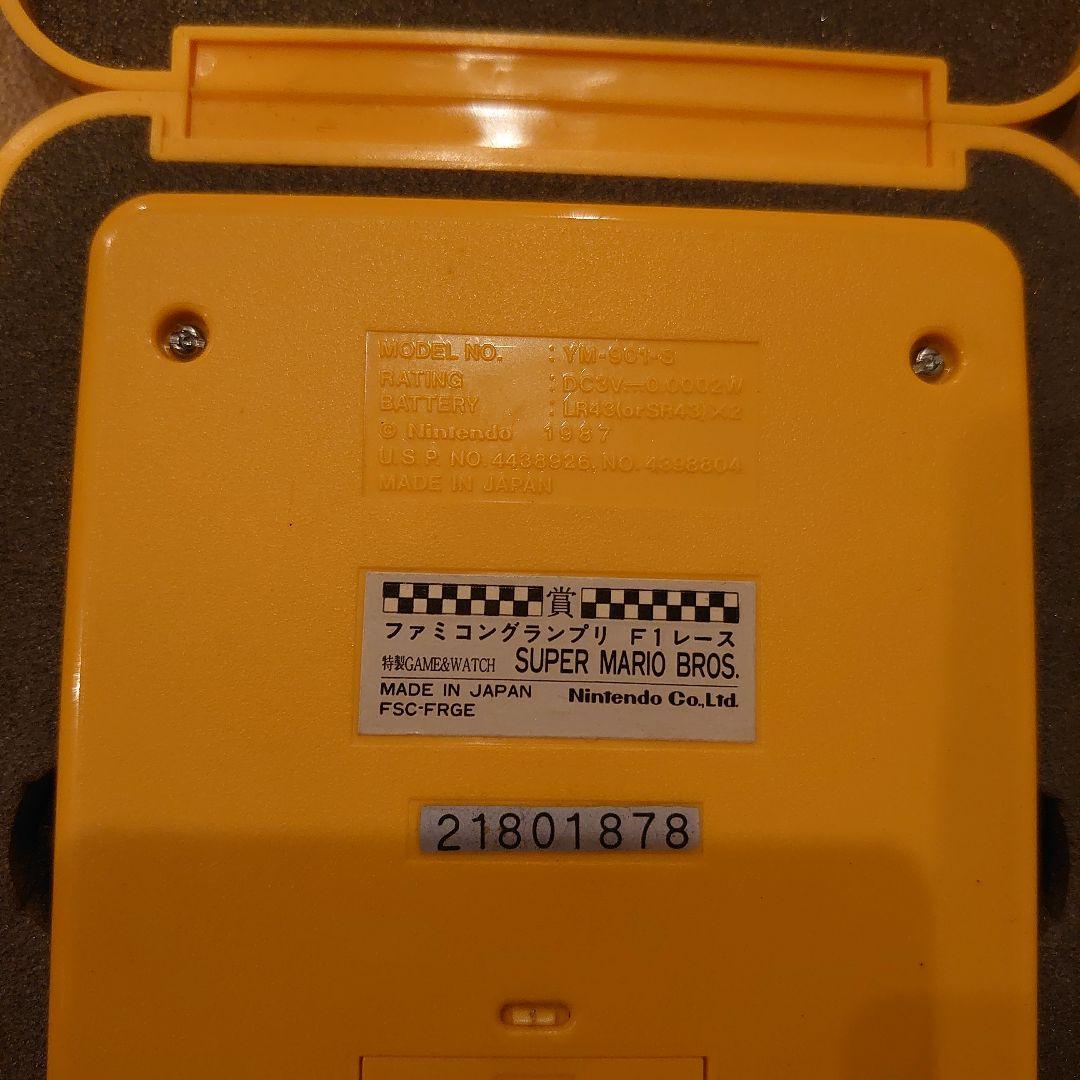 MODEL NO. : YM-901-S
RATING : DC3V⎓0.0002W
BATTERY : LR43(orSR43)×2
© Nintendo 1987
U.S.P. NO. 4438926, NO. 4398804
MADE IN JAPAN
賞
ファミコングランプリ F1レース
特製GAME&WATCH SUPER MARIO BROS.
MADE IN JAPAN Nintendo Co.,Ltd.
FSC-FRGE
21801878